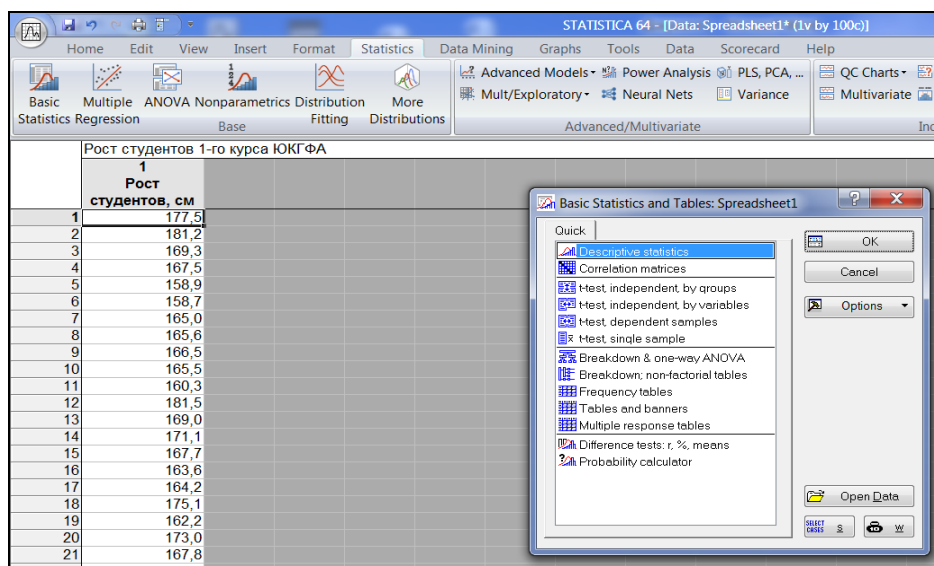 STATISTICA 64 - [Data: Spreadsheet1* (1v by 100c)]
Home Edit View Insert Format Statistics Data Mining Graphs Tools Data Scorecard Help
Basic Statistics
Multiple Regression
ANOVA
Nonparametrics
Distribution Fitting
More Distributions
Base
Advanced Models
Power Analysis
PLS, PCA, ...
QC Charts
Mult/Exploratory
Neural Nets
Variance
Multivariate
Advanced/Multivariate
Рост студентов 1-го курса ЮКГФА
1
Рост
студентов, см
1 177,5
2 181,2
3 169,3
4 167,5
5 158,9
6 158,7
7 165,0
8 165,6
9 166,5
10 165,5
11 160,3
12 181,5
13 169,0
14 171,1
15 167,7
16 163,6
17 164,2
18 175,1
19 162,2
20 173,0
21 167,8
Basic Statistics and Tables: Spreadsheet1
Quick
Descriptive statistics
Correlation matrices
t-test, independent, by groups
t-test, independent, by variables
t-test, dependent samples
t-test, single sample
Breakdown & one-way ANOVA
Breakdown; non-factorial tables
Frequency tables
Tables and banners
Multiple response tables
Difference tests: r, %, means
Probability calculator
OK
Cancel
Options
Open Data
SELECT CASES S
W